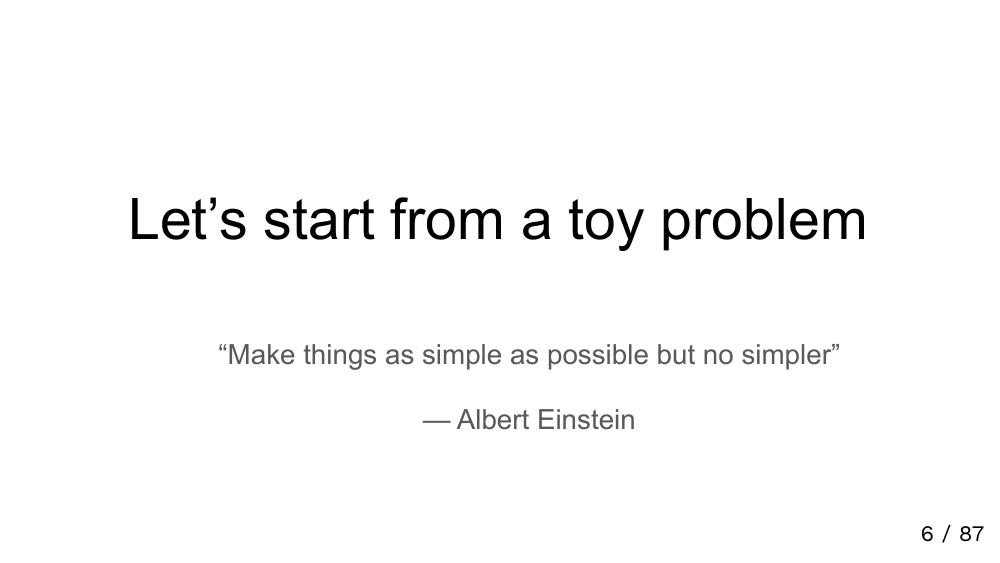 Let’s start from a toy problem
“Make things as simple as possible but no simpler”
— Albert Einstein
6 / 87